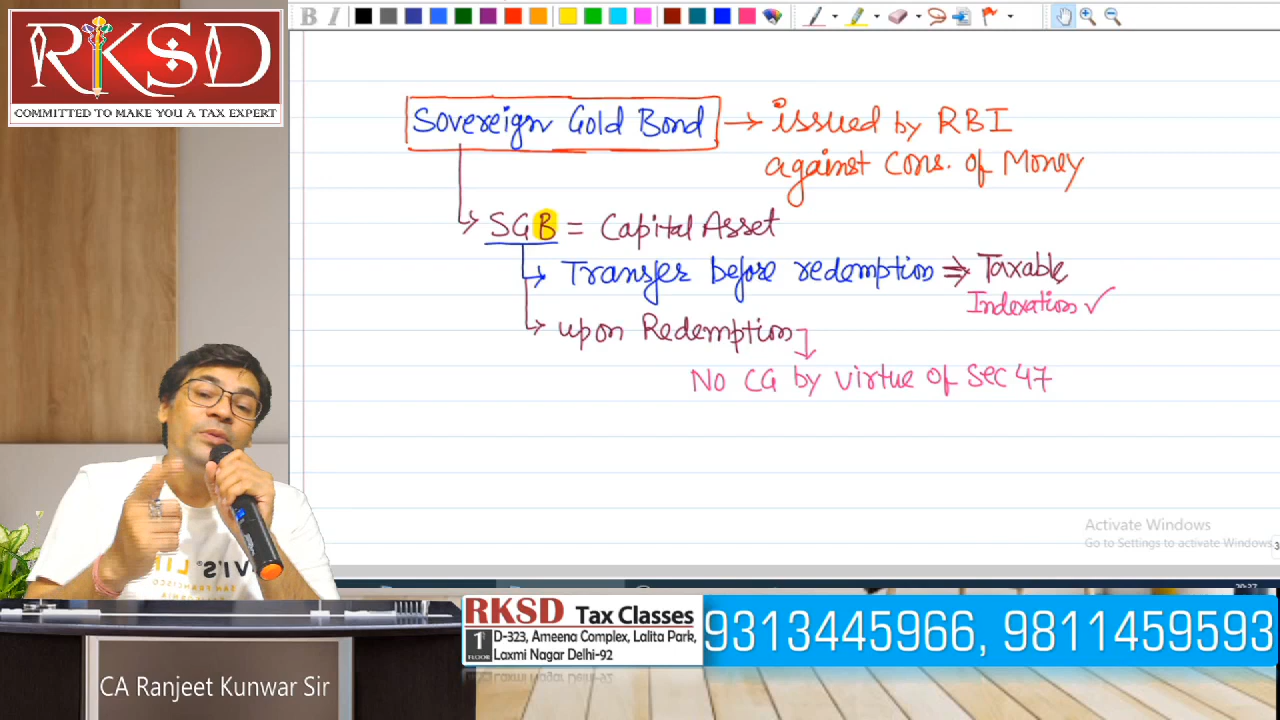 RKSD
COMMITTED TO MAKE YOU A TAX EXPERT
B I
Sovereign Gold Bond → issued by RBI
against Cons. of Money
SGB = Capital Asset
Transfer before redemption ⇒ Taxable
Indexation ✓
upon Redemption
No CG by virtue of Sec 47
Activate Windows
Go to Settings to activate Windows.
RKSD Tax Classes
1st FLOOR
D-323, Ameena Complex, Lalita Park,
Laxmi Nagar Delhi-92
9313445966, 9811459593
CA Ranjeet Kunwar Sir